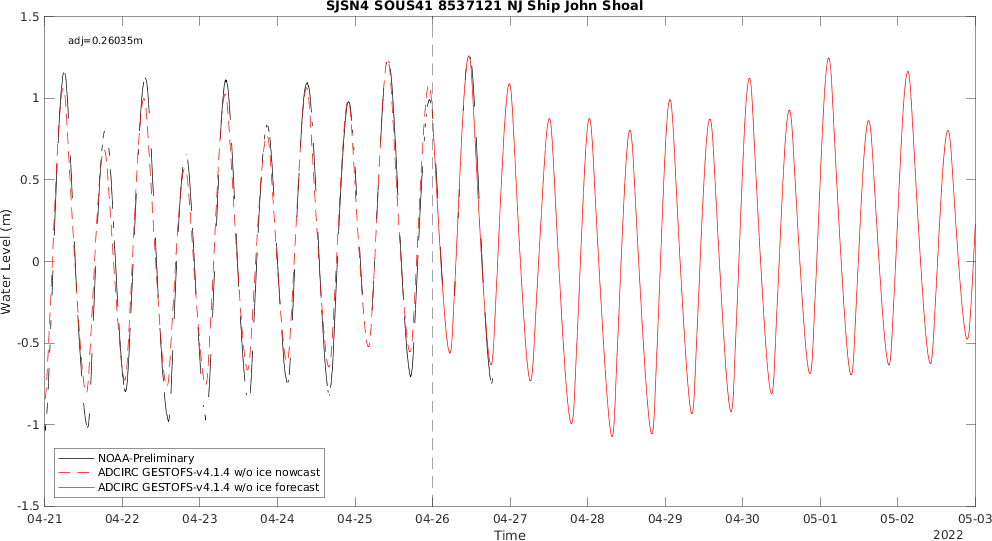 SJSN4 SOUS41 8537121 NJ Ship John Shoal
1.5
adj=0.26035m
1
0.5
0
-0.5
-1
-1.5
Water Level (m)
NOAA-Preliminary
ADCIRC GESTOFS-v4.1.4 w/o ice nowcast
ADCIRC GESTOFS-v4.1.4 w/o ice forecast
04-21 04-22 04-23 04-24 04-25 04-26 04-27 04-28 04-29 04-30 05-01 05-02 05-03
Time
2022